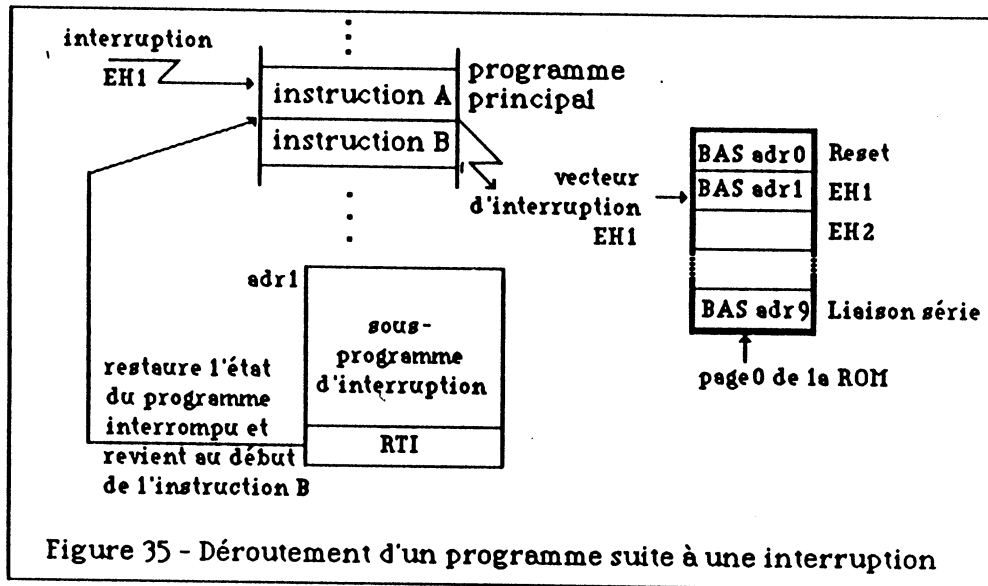 interruption
EH1
instruction A
instruction B
programme
principal
vecteur
d'interruption
EH1
BAS adr0 Reset
BAS adr1 EH1
EH2
BAS adr9 Liaison série
page0 de la ROM
adr1
sous-
programme
d'interruption
RTI
restaure l'état
du programme
interrompu et
revient au début
de l'instruction B
Figure 35 - Déroutement d'un programme suite à une interruption